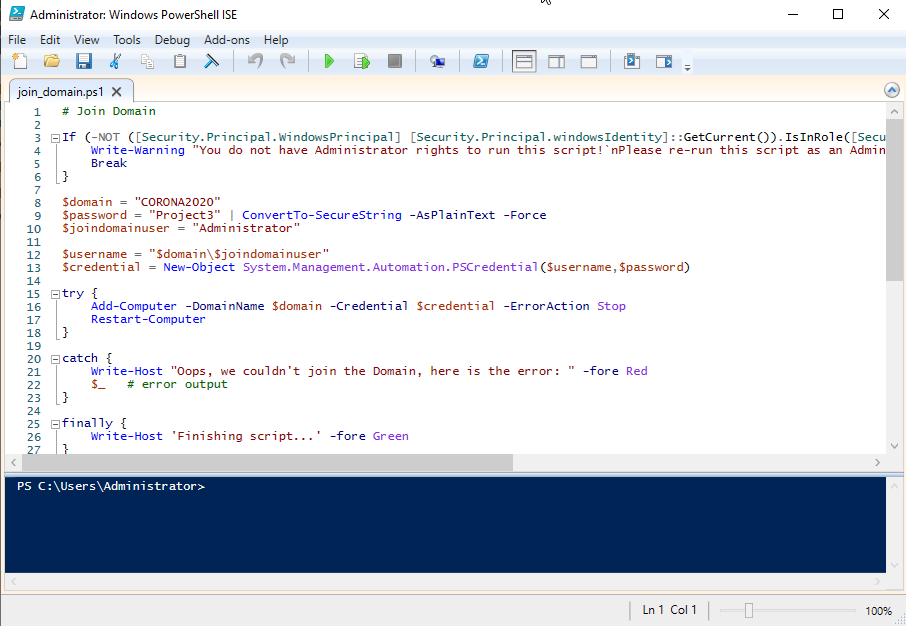 Administrator: Windows PowerShell ISE
File Edit View Tools Debug Add-ons Help
join_domain.ps1
1 # Join Domain
2
3 If (-NOT ([Security.Principal.WindowsPrincipal] [Security.Principal.windowsIdentity]::GetCurrent()).IsInRole([Secu
4     Write-Warning "You do not have Administrator rights to run this script!`nPlease re-run this script as an Admin
5     Break
6 }
7
8 $domain = "CORONA2020"
9 $password = "Project3" | ConvertTo-SecureString -AsPlainText -Force
10 $joindomainuser = "Administrator"
11
12 $username = "$domain\$joindomainuser"
13 $credential = New-Object System.Management.Automation.PSCredential($username,$password)
14
15 try {
16     Add-Computer -DomainName $domain -Credential $credential -ErrorAction Stop
17     Restart-Computer
18 }
19
20 catch {
21     Write-Host "Oops, we couldn't join the Domain, here is the error: " -fore Red
22     $_   # error output
23 }
24
25 finally {
26     Write-Host 'Finishing script...' -fore Green
27 }
PS C:\Users\Administrator>
Ln 1 Col 1 100%